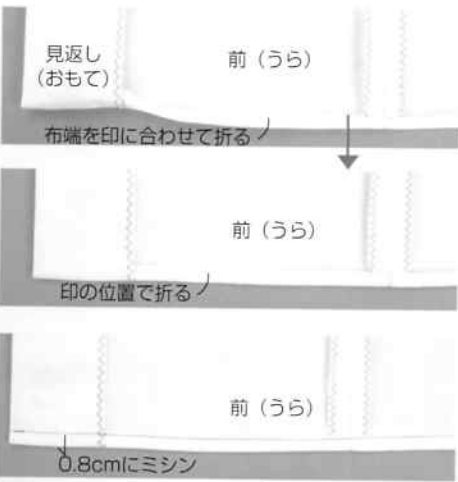 見返し
(おもて)
前(うら)
布端を印に合わせて折る
前(うら)
印の位置で折る
前(うら)
0.8cmにミシン